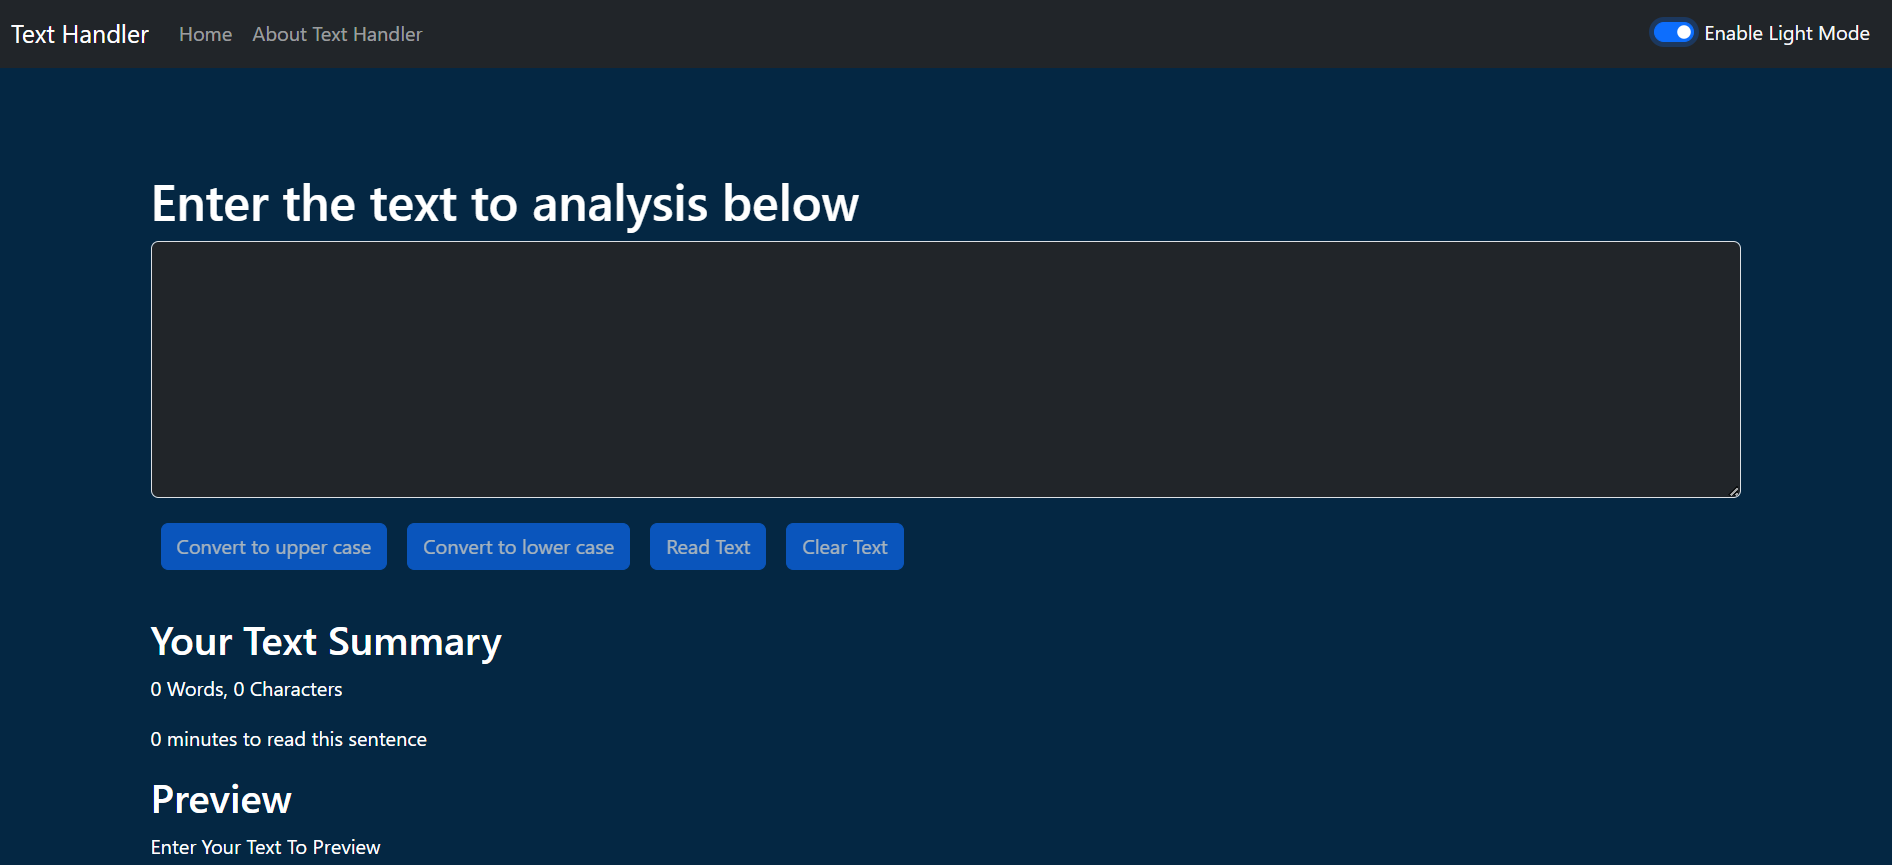 Text Handler Home About Text Handler Enable Light Mode
Enter the text to analysis below
Convert to upper case Convert to lower case Read Text Clear Text
Your Text Summary
0 Words, 0 Characters
0 minutes to read this sentence
Preview
Enter Your Text To Preview